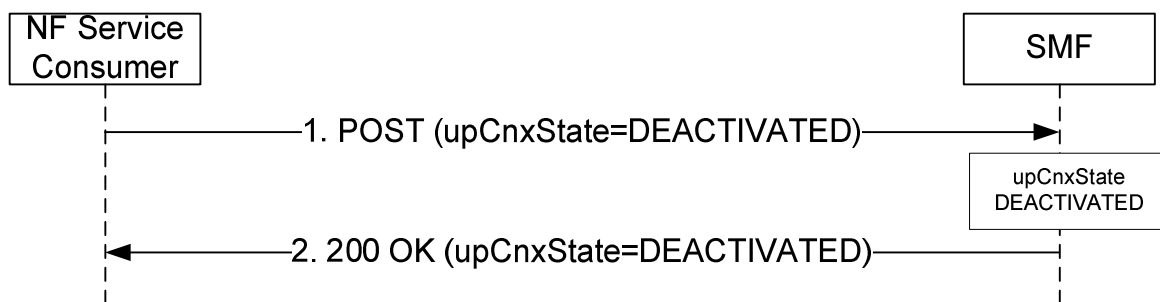 NF Service
Consumer
SMF
1. POST (upCnxState=DEACTIVATED)
upCnxState
DEACTIVATED
2. 200 OK (upCnxState=DEACTIVATED)